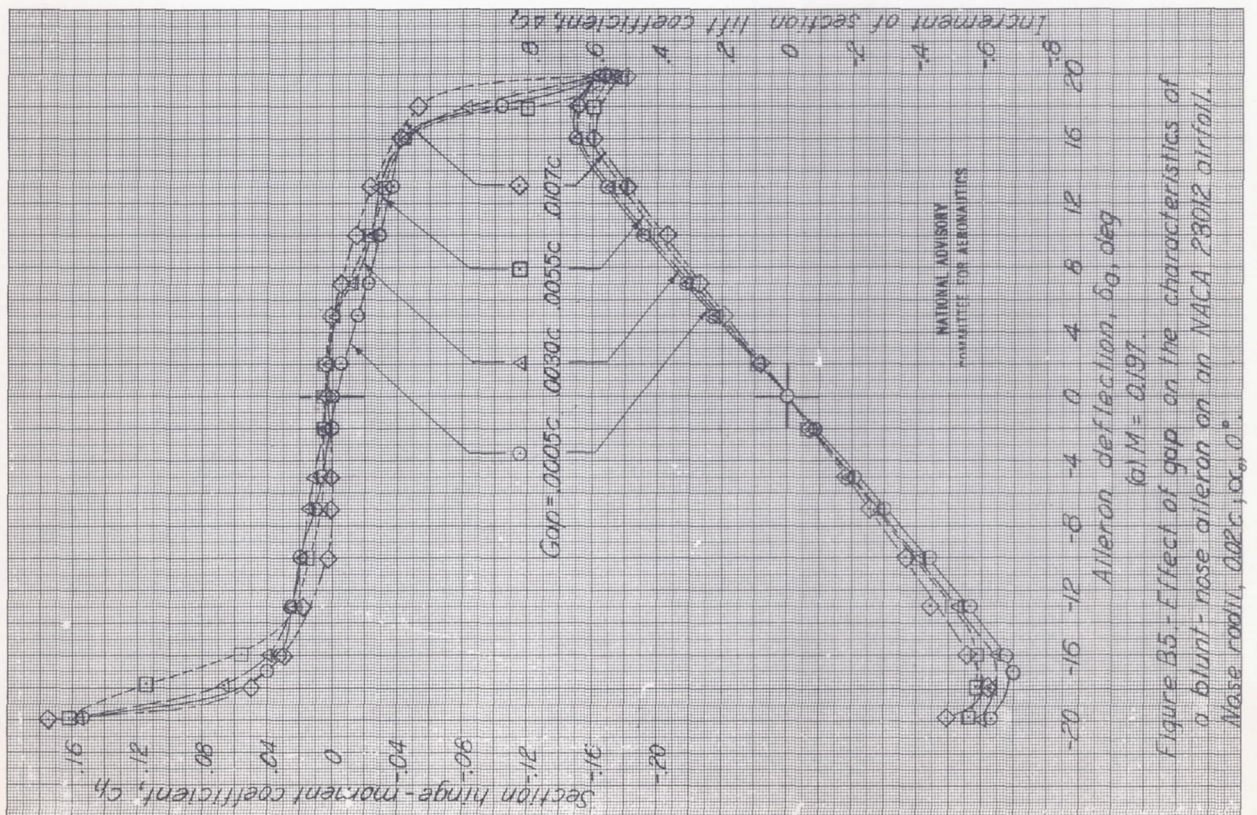 Section hinge-moment coefficient, Ch
.16
.12
.08
.04
0
-.04
-.08
-.12
-.16
-.20
Increment of section lift coefficient, ΔCl
.8
.6
.4
.2
0
-.2
-.4
-.6
-.8
Gap=.0005c .0030c .0055c .0107c
NATIONAL ADVISORY
COMMITTEE FOR AERONAUTICS
-20 -16 -12 -8 -4 0 4 8 12 16 20
Aileron deflection, δa, deg
(a) M = 0.197.
Figure B5.-Effect of gap on the characteristics of
a blunt-nose aileron on an NACA 23012 airfoil.
Nose radii, 0.02c; α₀, 0°.